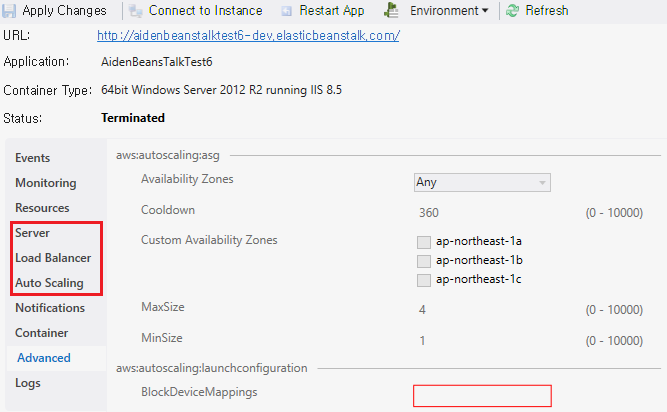 Apply Changes Connect to Instance Restart App Environment Refresh
URL: http://aidenbeanstalktest6-dev.elasticbeanstalk.com/
Application: AidenBeansTalkTest6
Container Type: 64bit Windows Server 2012 R2 running IIS 8.5
Status: Terminated
Events
Monitoring
Resources
Server
Load Balancer
Auto Scaling
Notifications
Container
Advanced
Logs
aws:autoscaling:asg
Availability Zones Any
Cooldown 360 (0 - 10000)
Custom Availability Zones ap-northeast-1a
ap-northeast-1b
ap-northeast-1c
MaxSize 4 (0 - 10000)
MinSize 1 (0 - 10000)
aws:autoscaling:launchconfiguration
BlockDeviceMappings